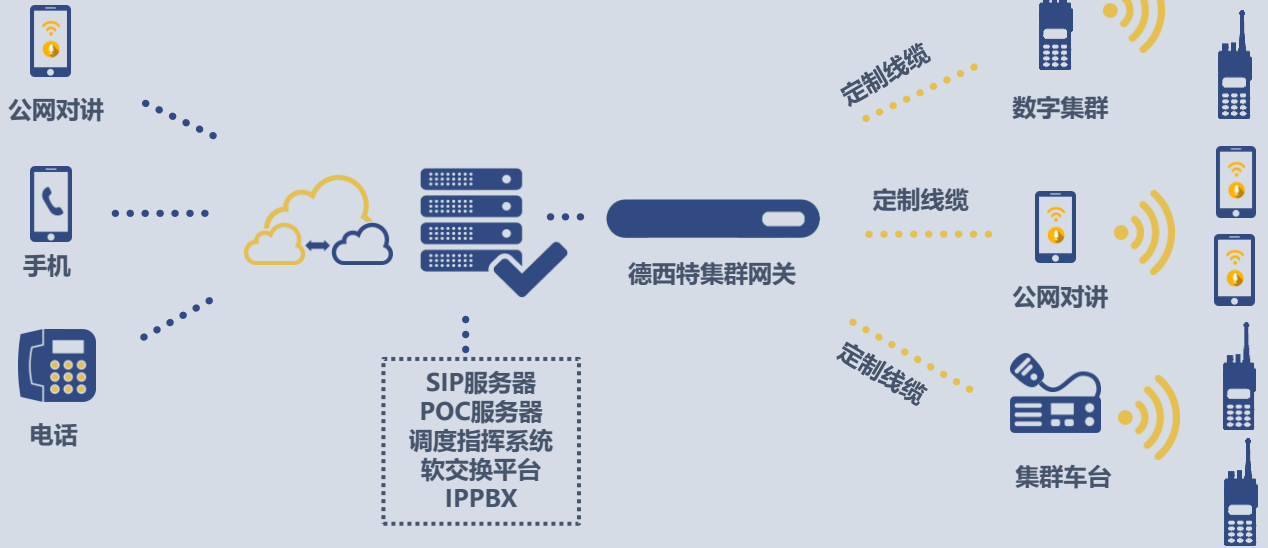 公网对讲
手机
电话
SIP服务器
POC服务器
调度指挥系统
软交换平台
IPPBX
德西特集群网关
定制线缆
定制线缆
定制线缆
数字集群
公网对讲
集群车台